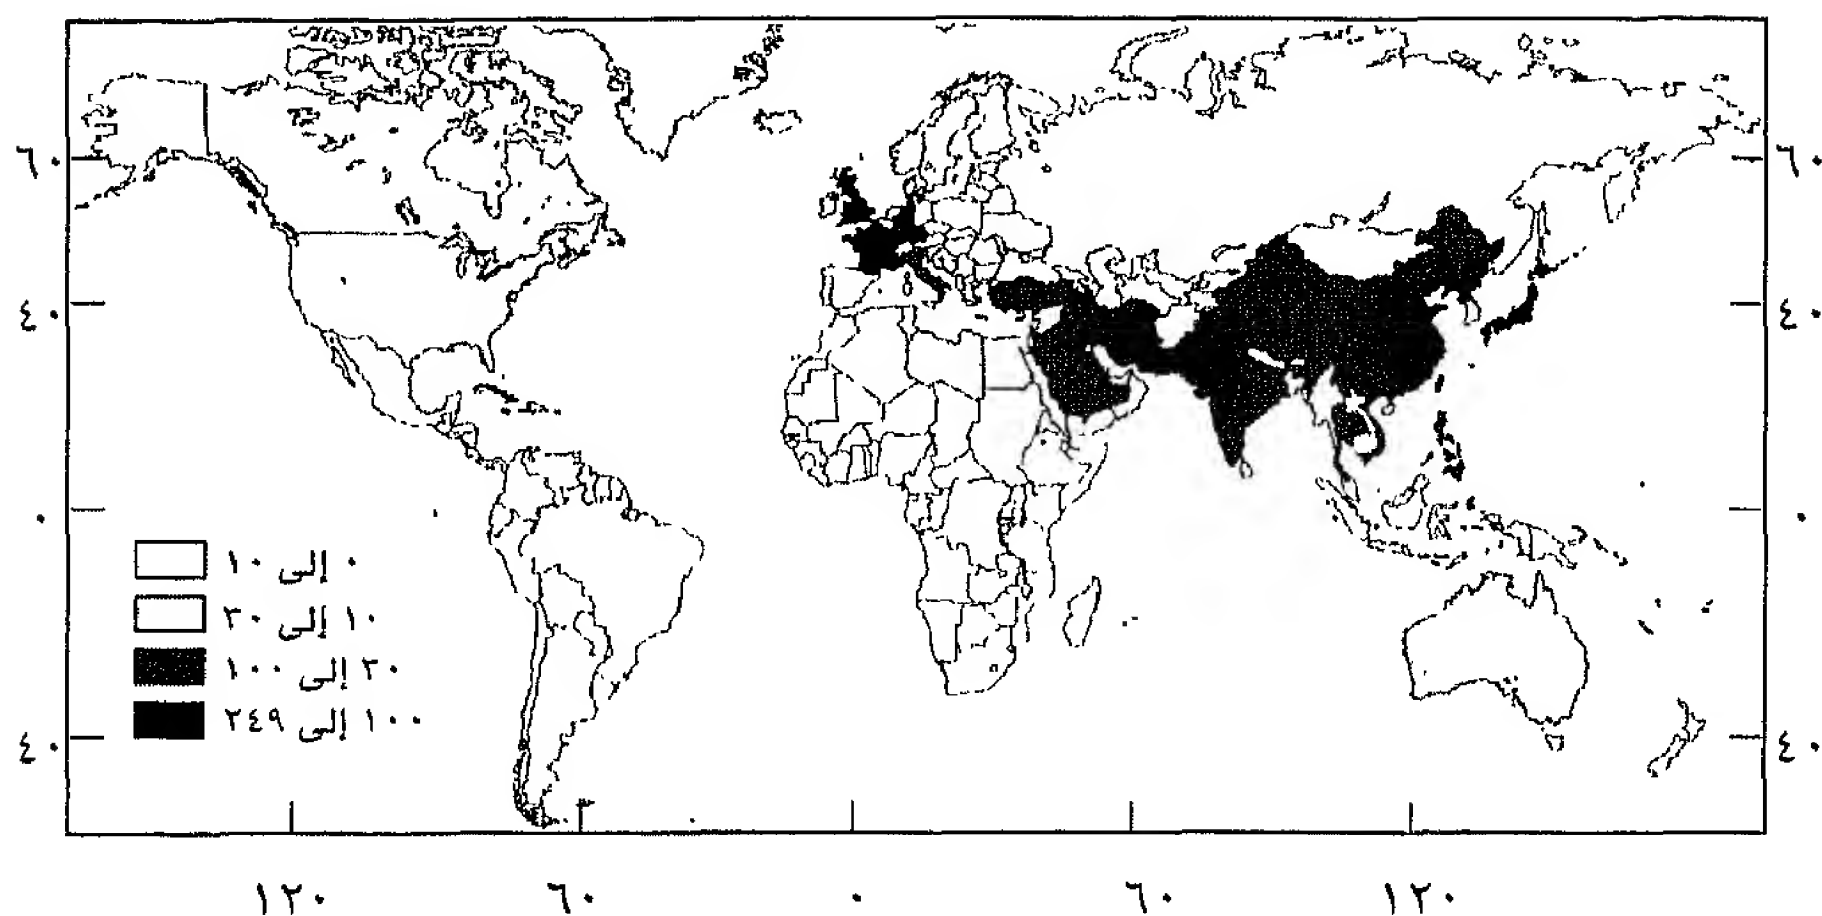 ٦٠ ٦٠
٤٠ ٤٠
٠ ٠
٠ إلى ١٠
١٠ إلى ٣٠
٣٠ إلى ١٠٠
١٠٠ إلى ٣٤٩
٤٠ ٤٠
١٢٠ ٦٠ ٠ ٦٠ ١٢٠